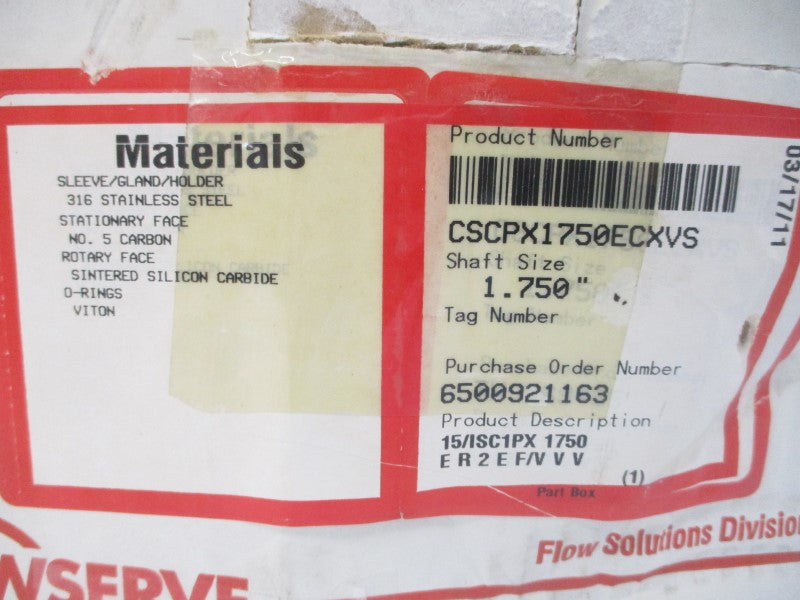 Materials
SLEEVE/GLAND/HOLDER
316 STAINLESS STEEL
STATIONARY FACE
NO. 5 CARBON
ROTARY FACE
SINTERED SILICON CARBIDE
O-RINGS
VITON
Product Number
CSCPX1750ECXVS
Shaft Size
1.750"
Tag Number
Purchase Order Number
6500921163
Product Description
15/ISC1PX 1750
E R 2 E F/V V V
(1)
Part Box
03/17/11
WSERVE
Flow Solutions Division